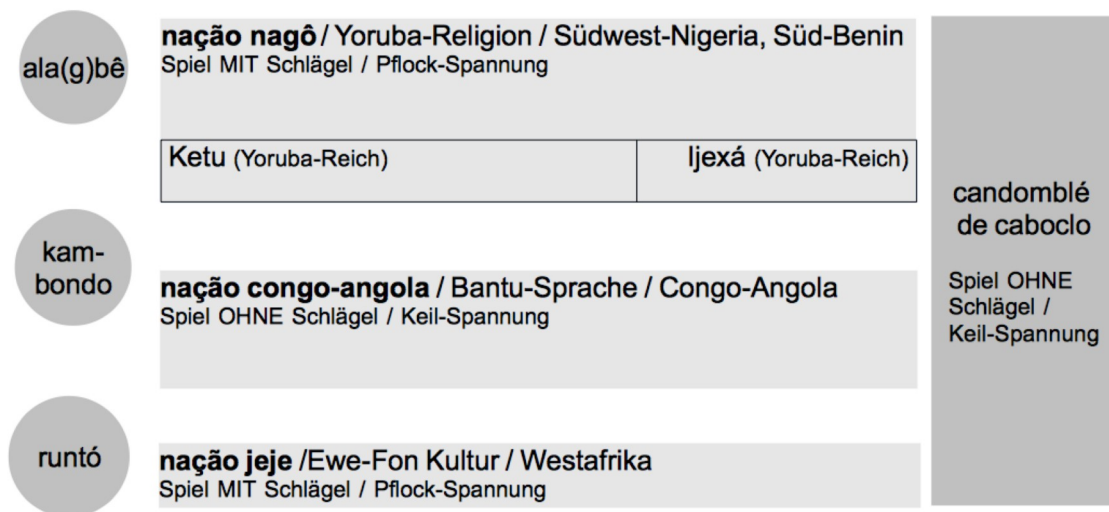 ala(g)bê
nação nagô / Yoruba-Religion / Südwest-Nigeria, Süd-Benin
Spiel MIT Schlägel / Pflock-Spannung
Ketu (Yoruba-Reich)
Ijexá (Yoruba-Reich)
kam-
bondo
nação congo-angola / Bantu-Sprache / Congo-Angola
Spiel OHNE Schlägel / Keil-Spannung
runtó
nação jeje /Ewe-Fon Kultur / Westafrika
Spiel MIT Schlägel / Pflock-Spannung
candomblé
de caboclo
Spiel OHNE
Schlägel /
Keil-Spannung